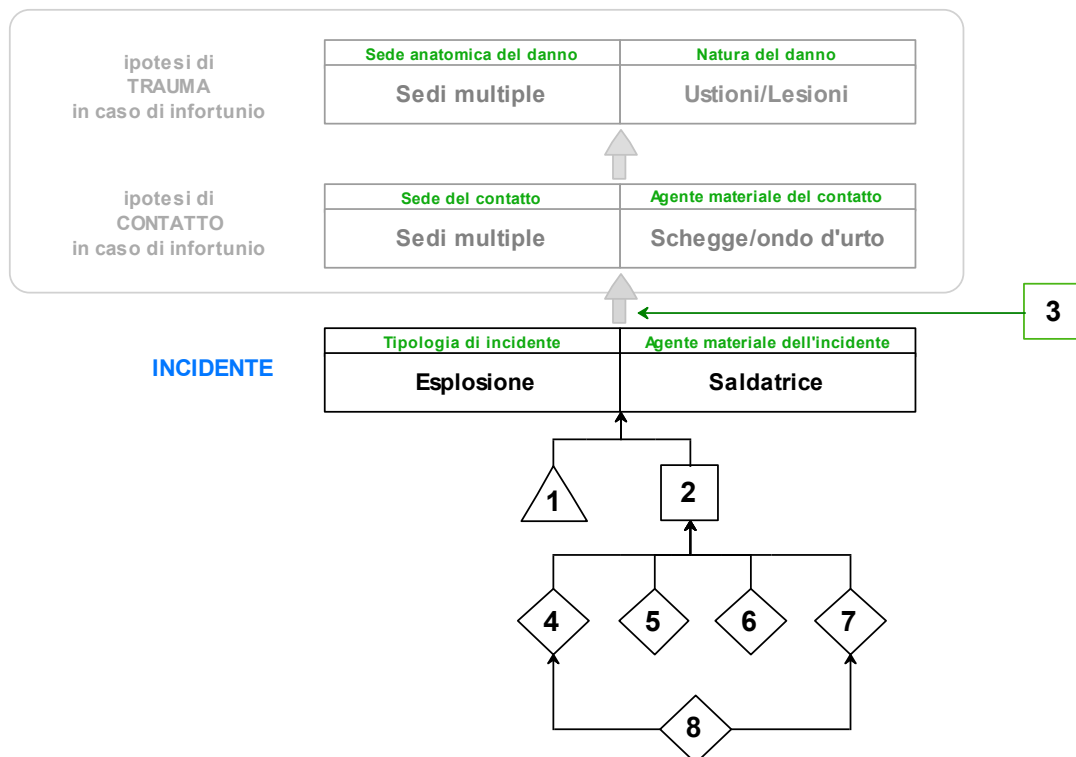 ipotesi di
TRAUMA
in caso di infortunio
Sede anatomica del danno
Natura del danno
Sedi multiple
Ustioni/Lesioni
ipotesi di
CONTATTO
in caso di infortunio
Sede del contatto
Agente materiale del contatto
Sedi multiple
Schegge/ondo d'urto
3
INCIDENTE
Tipologia di incidente
Agente materiale dell'incidente
Esplosione
Saldatrice
1
2
4
5
6
7
8